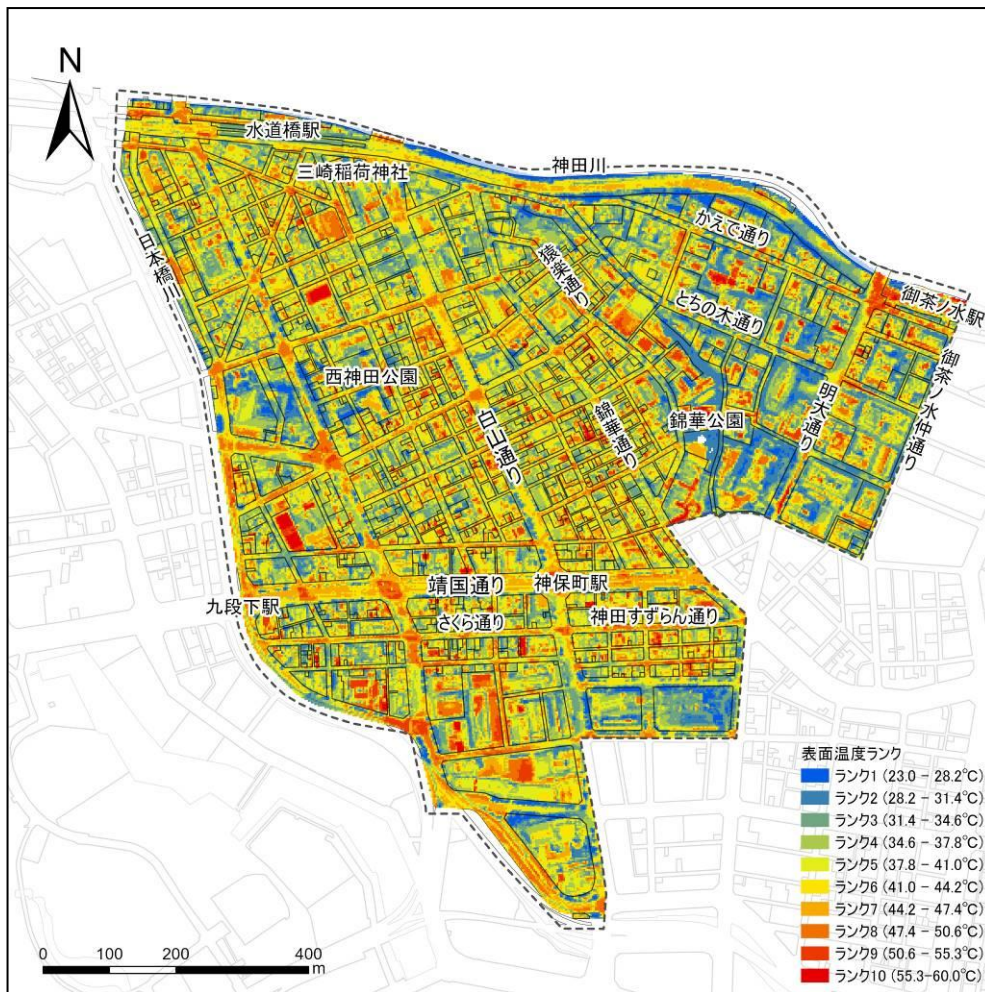 N
水道橋駅
三崎稲荷神社
神田川
かえで通り
日本橋川
猿楽通り
とちの木通り
御茶ノ水駅
御茶ノ水仲通り
西神田公園
白山通り
錦華通り
錦華公園
明大通り
靖国通り
神保町駅
九段下駅
さくら通り
神田すずらん通り
表面温度ランク
ランク1 (23.0 - 28.2℃)
ランク2 (28.2 - 31.4℃)
ランク3 (31.4 - 34.6℃)
ランク4 (34.6 - 37.8℃)
ランク5 (37.8 - 41.0℃)
ランク6 (41.0 - 44.2℃)
ランク7 (44.2 - 47.4℃)
ランク8 (47.4 - 50.6℃)
ランク9 (50.6 - 55.3℃)
ランク10 (55.3-60.0℃)
0 100 200 400
m